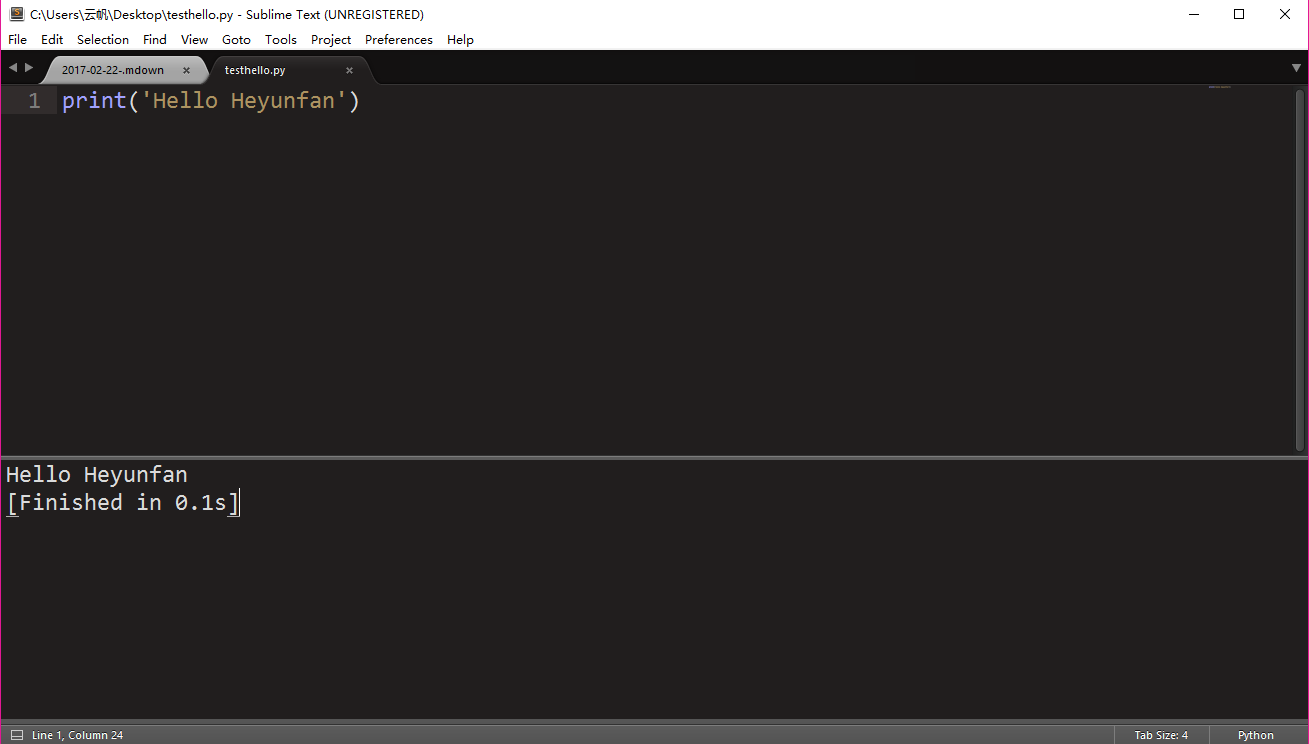 C:\Users\云帆\Desktop\testhello.py - Sublime Text (UNREGISTERED)
File Edit Selection Find View Goto Tools Project Preferences Help
2017-02-22-.mdown × testhello.py ×
1 print('Hello Heyunfan')
Hello Heyunfan
[Finished in 0.1s]
Line 1, Column 24 Tab Size: 4 Python